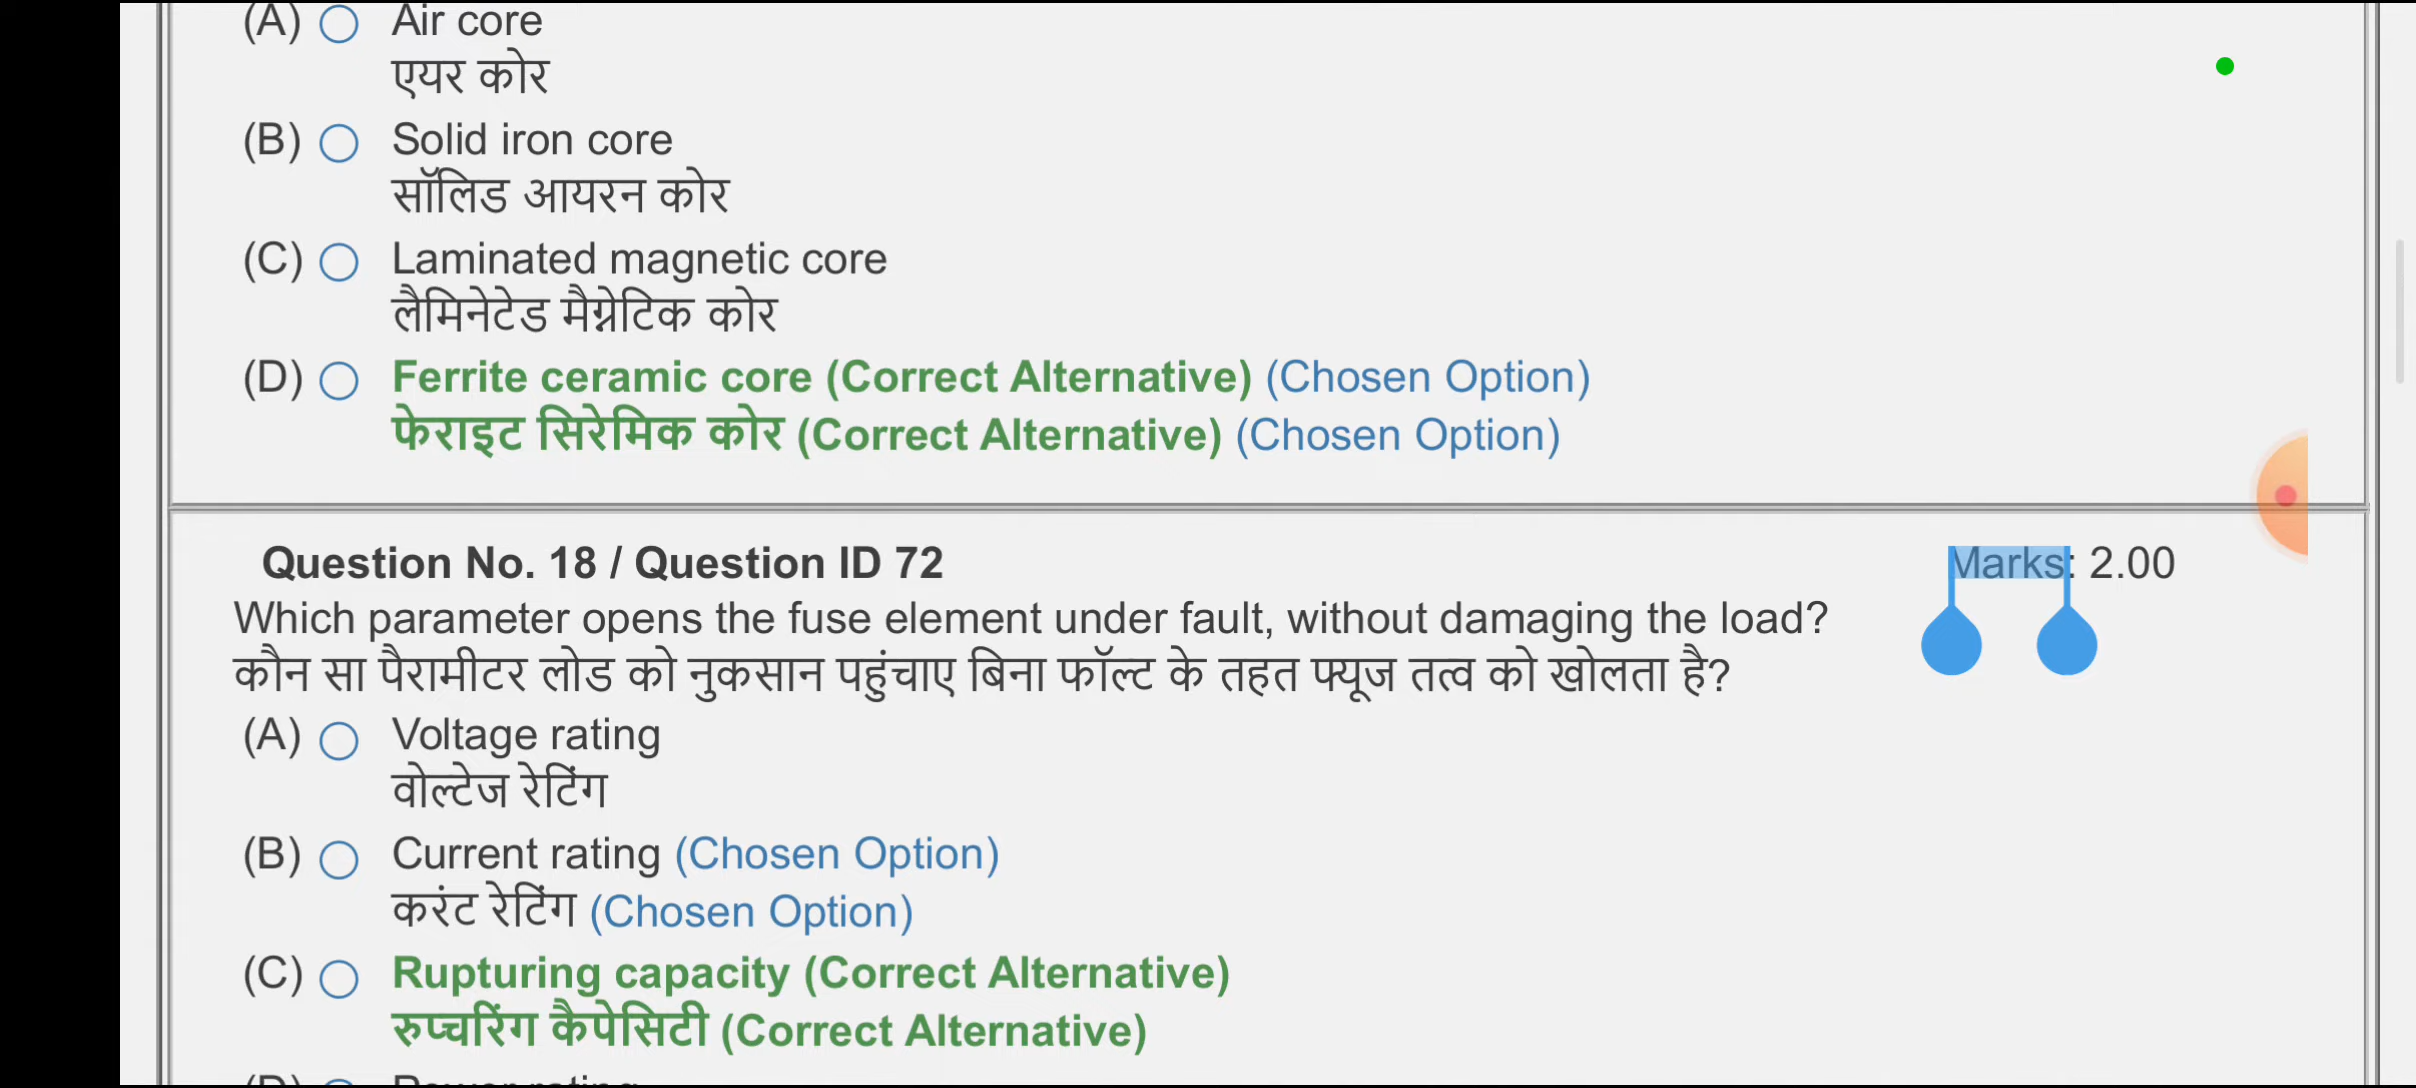 (A) Air core
एयर कोर
(B) Solid iron core
सॉलिड आयरन कोर
(C) Laminated magnetic core
लैमिनेटेड मैग्नेटिक कोर
(D) Ferrite ceramic core (Correct Alternative) (Chosen Option)
फेराइट सिरेमिक कोर (Correct Alternative) (Chosen Option)
Question No. 18 / Question ID 72 Marks: 2.00
Which parameter opens the fuse element under fault, without damaging the load?
कौन सा पैरामीटर लोड को नुकसान पहुंचाए बिना फॉल्ट के तहत फ्यूज तत्व को खोलता है?
(A) Voltage rating
वोल्टेज रेटिंग
(B) Current rating (Chosen Option)
करंट रेटिंग (Chosen Option)
(C) Rupturing capacity (Correct Alternative)
रुप्चरिंग कैपेसिटी (Correct Alternative)
(D) Power rating